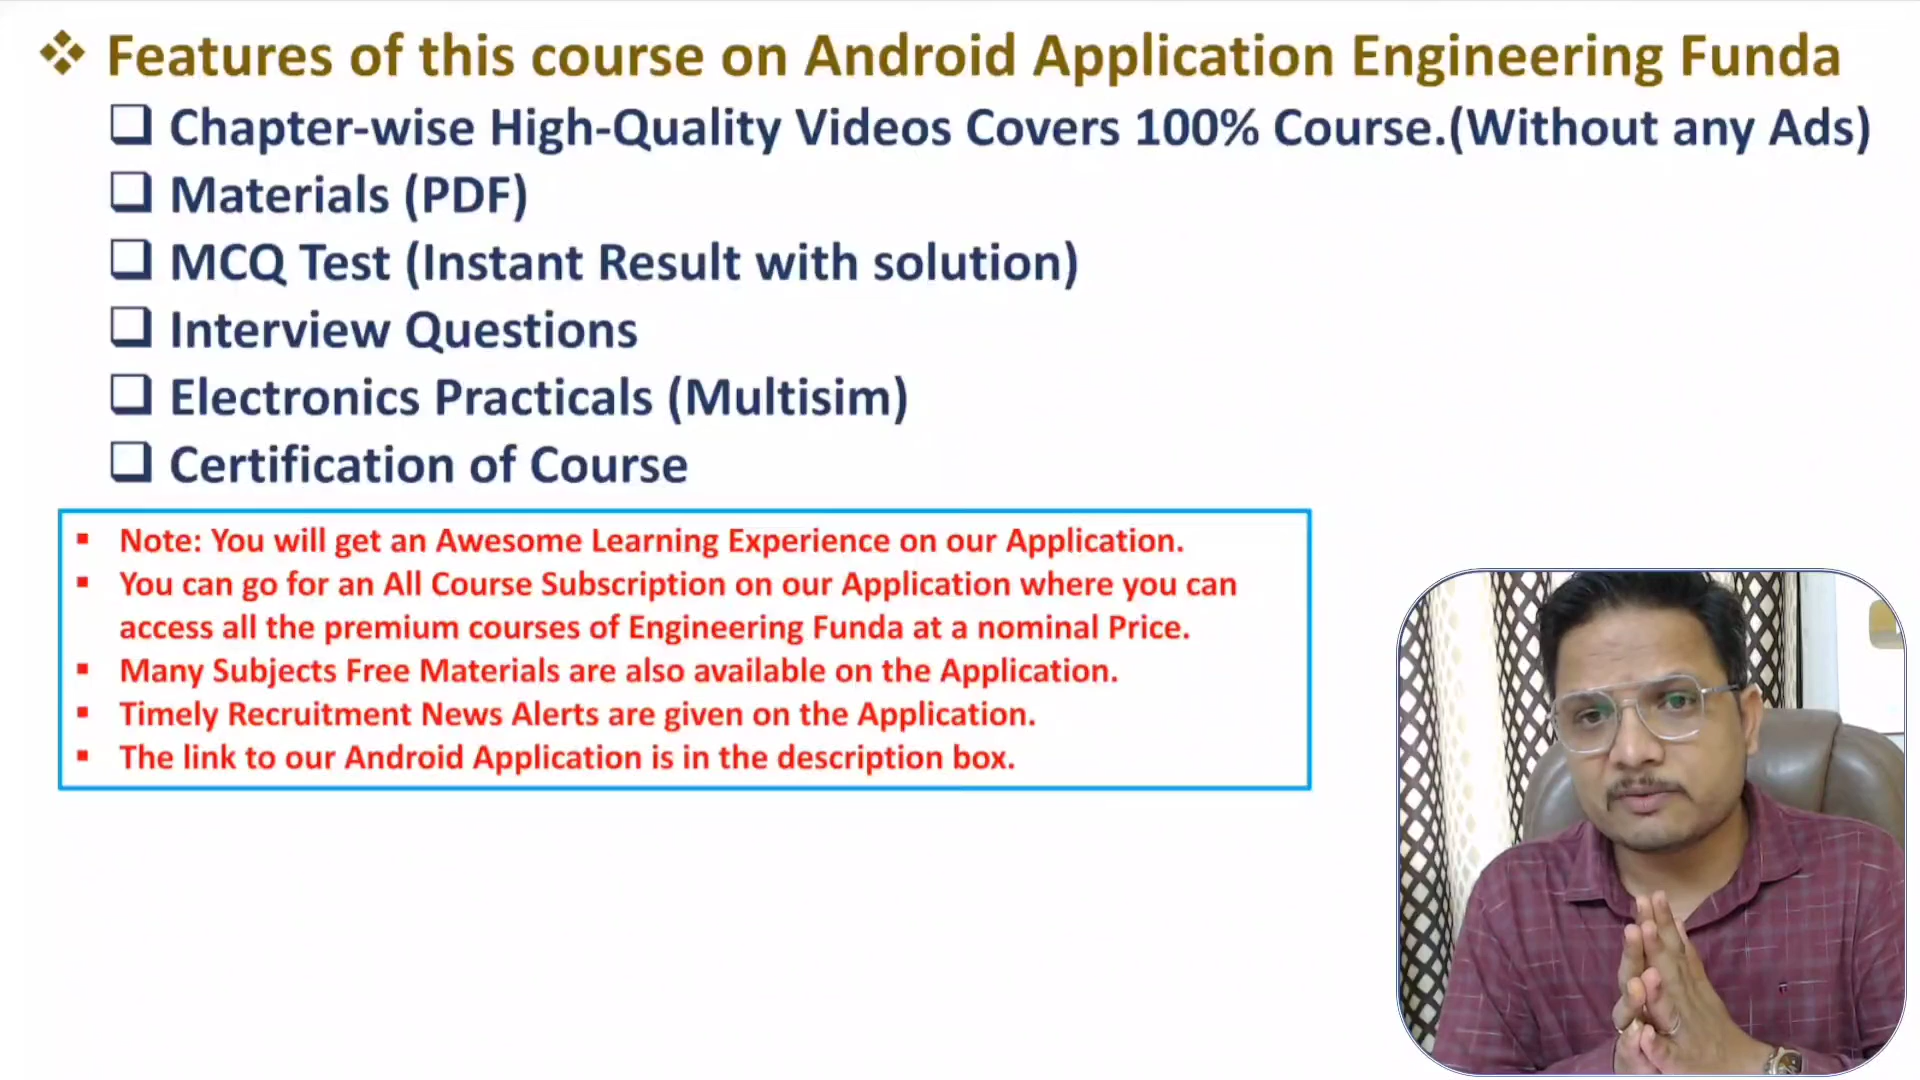 Features of this course on Android Application Engineering Funda
Chapter-wise High-Quality Videos Covers 100% Course.(Without any Ads)
Materials (PDF)
MCQ Test (Instant Result with solution)
Interview Questions
Electronics Practicals (Multisim)
Certification of Course
Note: You will get an Awesome Learning Experience on our Application.
You can go for an All Course Subscription on our Application where you can
access all the premium courses of Engineering Funda at a nominal Price.
Many Subjects Free Materials are also available on the Application.
Timely Recruitment News Alerts are given on the Application.
The link to our Android Application is in the description box.